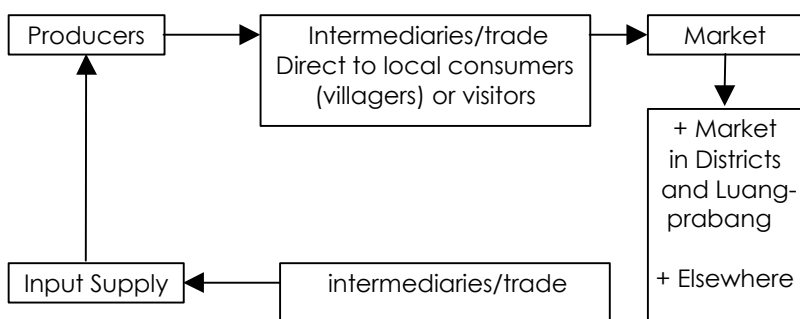 Producers
Intermediaries/trade
Direct to local consumers
(villagers) or visitors
Market
+ Market
in Districts
and Luang-
prabang
+ Elsewhere
Input Supply
intermediaries/trade